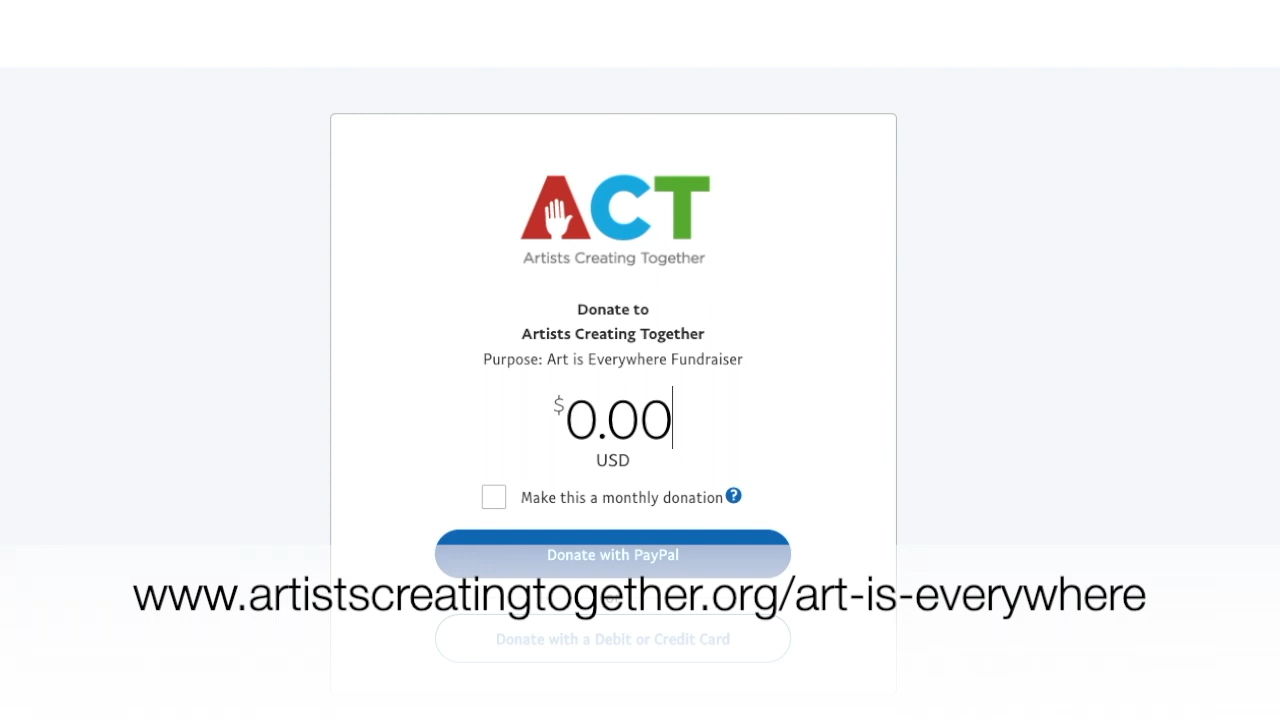 ACT
Artists Creating Together
Donate to
Artists Creating Together
Purpose: Art is Everywhere Fundraiser
$0.00
USD
Make this a monthly donation ?
Donate with PayPal
www.artistscreatingtogether.org/art-is-everywhere
Donate with a Debit or Credit Card